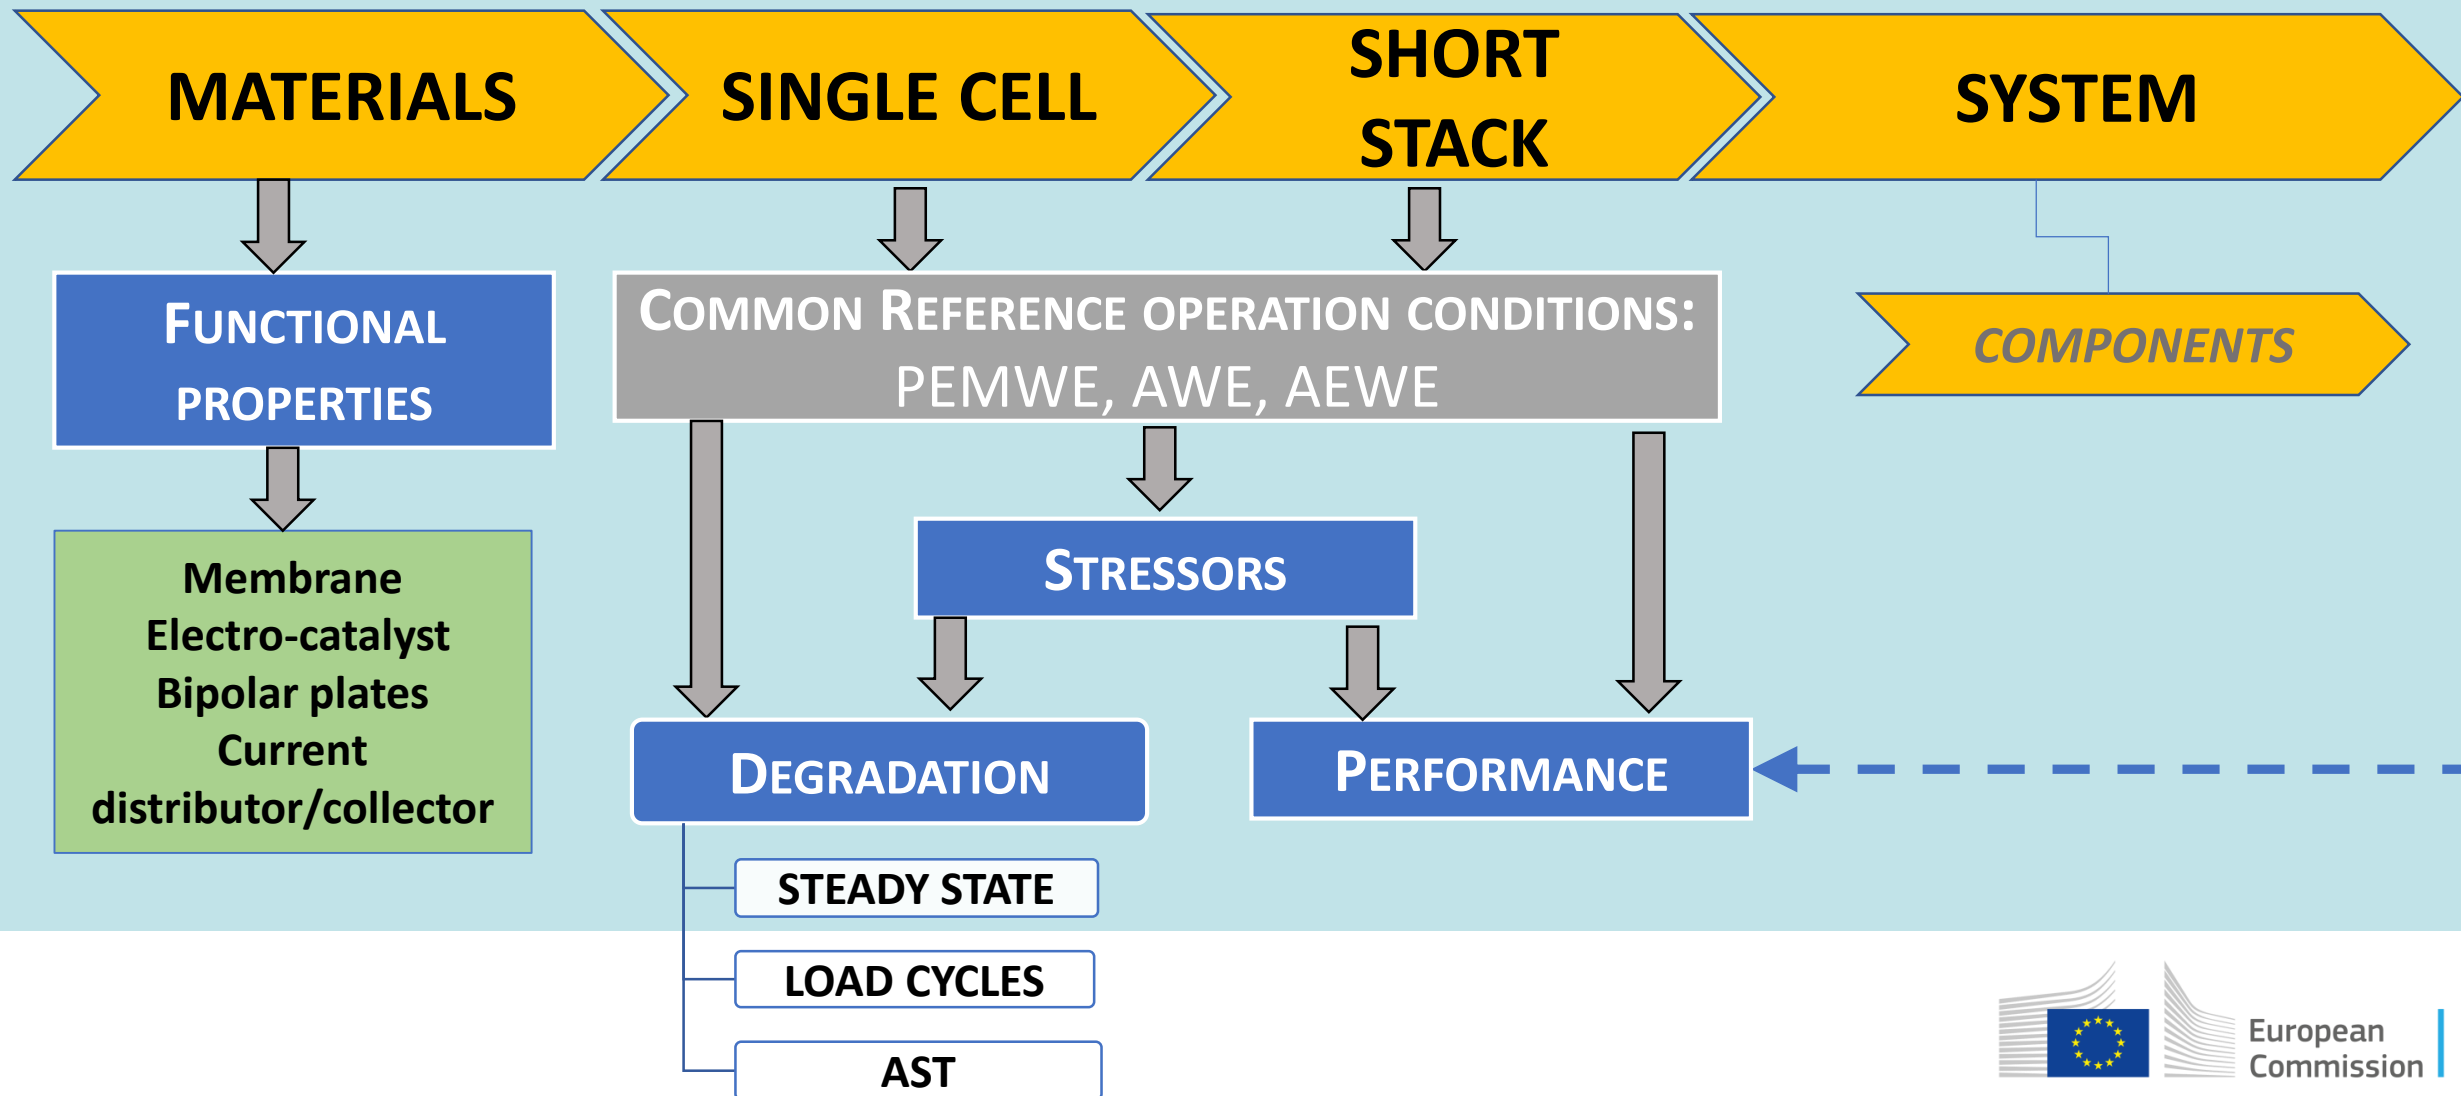 MATERIALS
SINGLE CELL
SHORT
STACK
SYSTEM
FUNCTIONAL
PROPERTIES
COMMON REFERENCE OPERATION CONDITIONS:
PEMWE, AWE, AEWE
COMPONENTS
Membrane
Electro-catalyst
Bipolar plates
Current
distributor/collector
STRESSORS
DEGRADATION
PERFORMANCE
STEADY STATE
LOAD CYCLES
AST
European
Commission